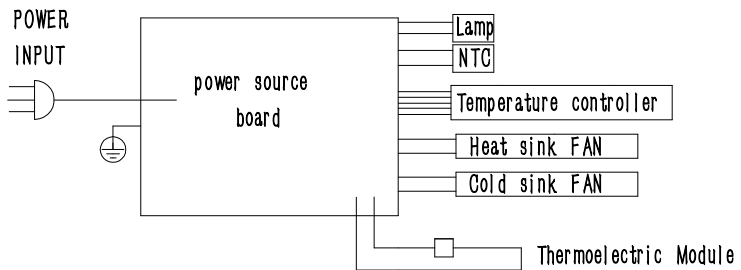 POWER
INPUT
power source
board
Lamp
NTC
Temperature controller
Heat sink FAN
Cold sink FAN
Thermoelectric Module